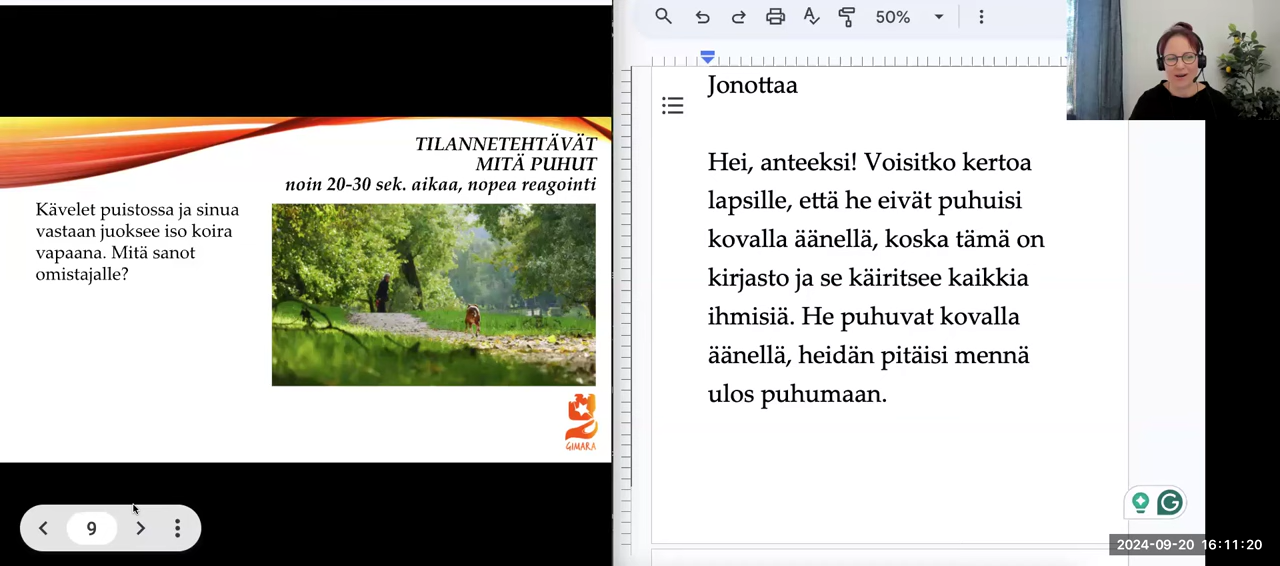 TILANNETEHTÄVÄT
MITÄ PUHUT
noin 20-30 sek. aikaa, nopea reagointi
Kävelet puistossa ja sinua
vastaan juoksee iso koira
vapaana. Mitä sanot
omistajalle?
GIMARA
9
50%
Jonottaa
Hei, anteeksi! Voisitko kertoa
lapsille, että he eivät puhuisi
kovalla äänellä, koska tämä on
kirjasto ja se käiritsee kaikkia
ihmisiä. He puhuvat kovalla
äänellä, heidän pitäisi mennä
ulos puhumaan.
2024-09-20 16:11:20